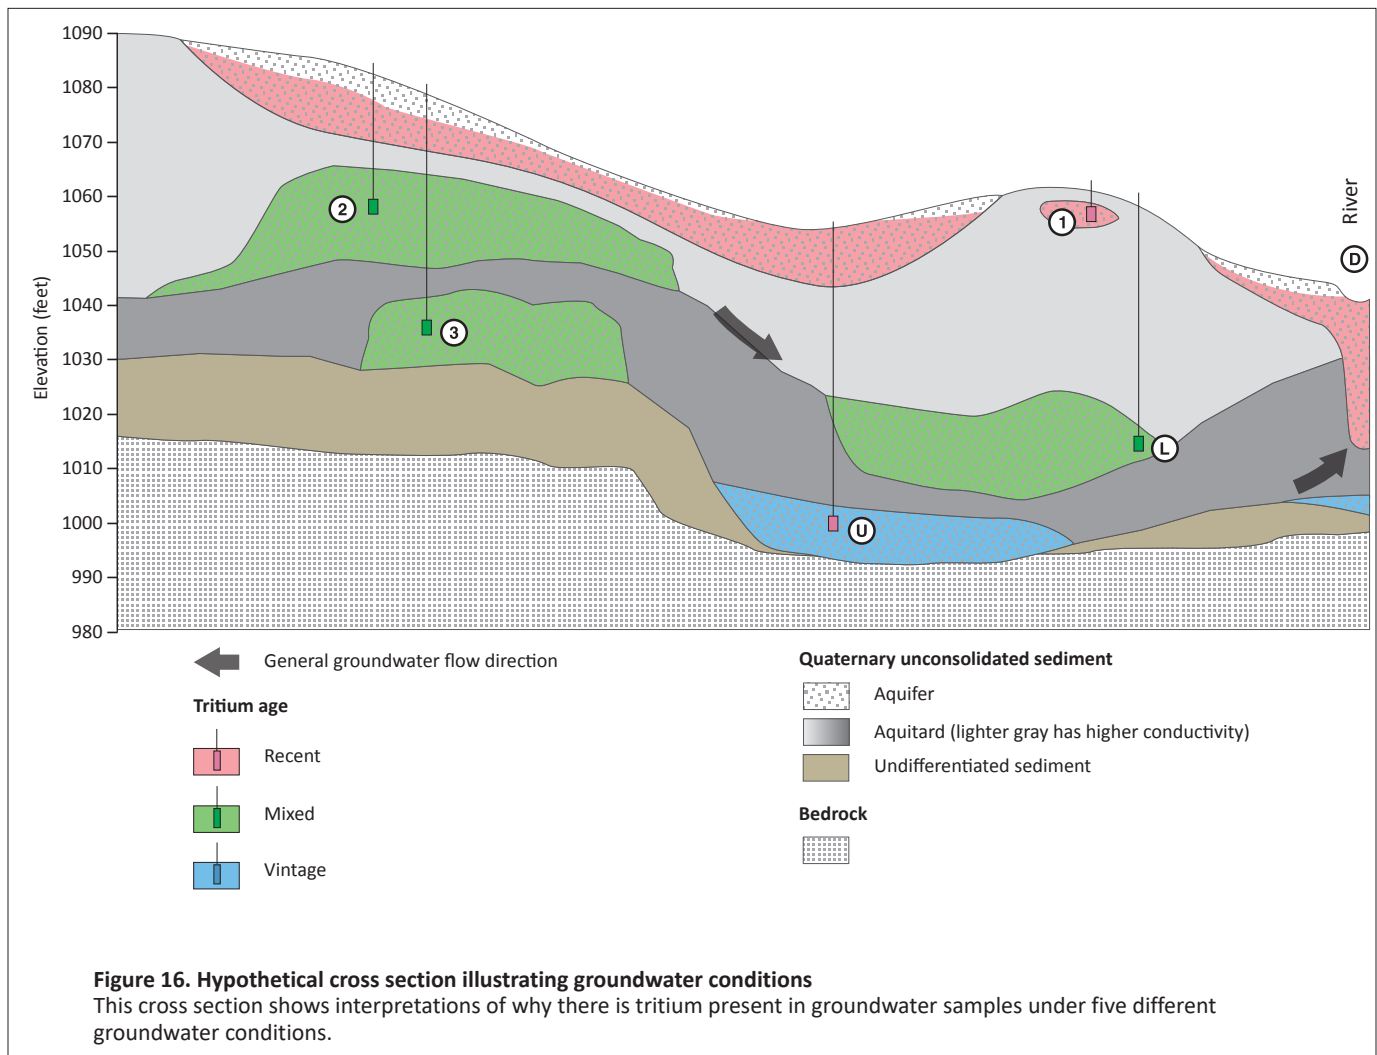 1090
1080
1070
1060
1050
1040
1030
1020
1010
1000
990
980
Elevation (feet)
2
3
1
U
L
D
River
General groundwater flow direction
Tritium age
Recent
Mixed
Vintage
Quaternary unconsolidated sediment
Aquifer
Aquitard (lighter gray has higher conductivity)
Undifferentiated sediment
Bedrock
Figure 16. Hypothetical cross section illustrating groundwater conditions
This cross section shows interpretations of why there is tritium present in groundwater samples under five different
groundwater conditions.